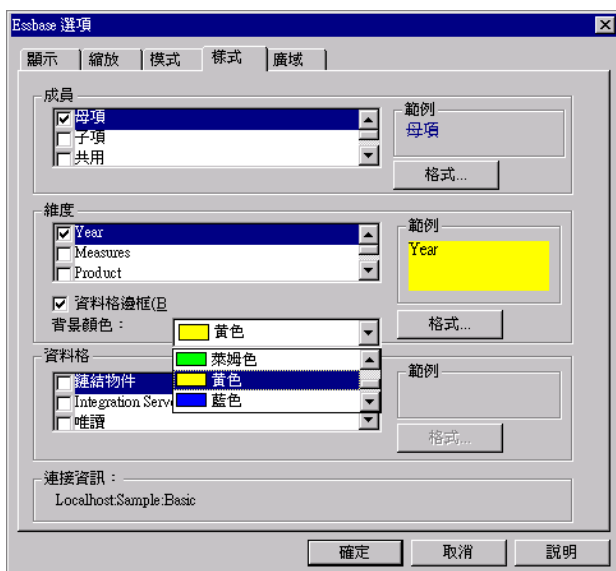 Essbase 選項
顯示 縮放 模式 樣式 廣域
成員
母項
子項
共用
範例
母項
格式...
維度
Year
Measures
Product
範例
Year
資料格邊框(B
背景顏色：
黃色
格式...
萊姆色
黃色
藍色
資料格
鏈結物件
Integration Serv
唯讀
範例
格式...
連接資訊：
Localhost:Sample:Basic
確定 取消 說明